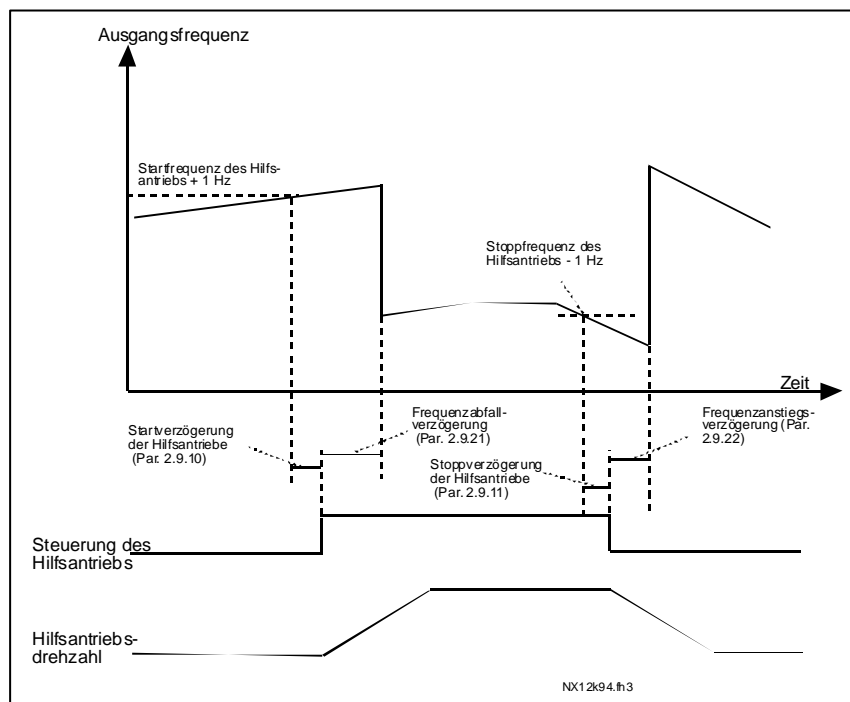 Ausgangsfrequenz
Startfrequenz des Hilfs-
antriebs + 1 Hz
Stoppfrequenz des
Hilfsantriebs - 1 Hz
Zeit
Startverzögerung
der Hilfsantriebe
(Par. 2.9.10)
Frequenzabfall-
verzögerung
(Par. 2.9.21)
Stoppverzögerung
der Hilfsantriebe
(Par. 2.9.11)
Frequenzanstiegs-
verzögerung (Par.
2.9.22)
Steuerung des
Hilfsantriebs
Hilfsantriebs-
drehzahl
NX12k94.fh3